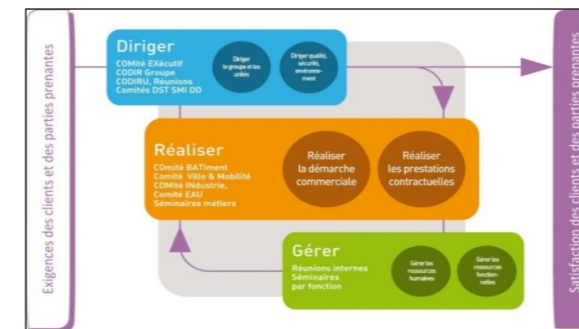 Exigences des clients et des parties prenantes
Diriger
COMité EXécutif
CODIR Groupe
CODIRU, Réunions
Comités DST SMI DD
Diriger
le groupe et les
unités
Diriger qualité,
sécurité,
environne-
ment
Réaliser
COmité BATiment
Comité Ville & Mobilité
COMité INdustrie,
Comité EAU
Séminaires métiers
Réaliser
la démarche
commerciale
Réaliser
les prestations
contractuelles
Gérer
Réunions internes
Séminaires
par fonction
Gérer les
ressources
humaines
Gérer les
ressources
fonction-
nelles
Satisfaction des clients et des parties prenantes